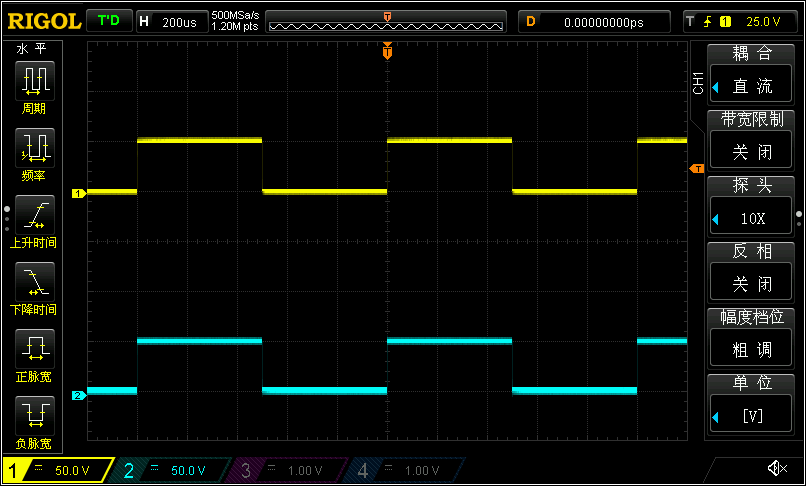 RIGOL T'D H 200us 500MSa/s D 0.00000000ps T 1 25.0 V
1.20M pts
T
水 平
周期
频率
上升时间
下降时间
正脉宽
负脉宽
T
1
2
T
CH1
耦 合
直 流
带宽限制
关 闭
探 头
10X
反 相
关 闭
幅度档位
粗 调
单 位
[V]
1 50.0 V 2 50.0 V 3 1.00 V 4 1.00 V